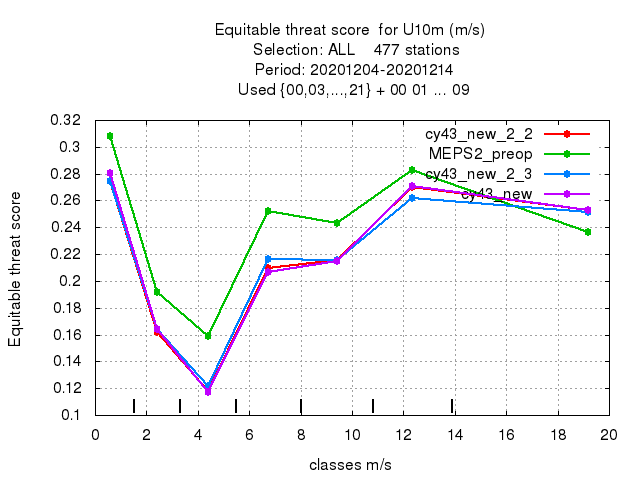 Equitable threat score  for U10m (m/s)
Selection: ALL    477 stations
Period: 20201204-20201214
Used {00,03,...,21} + 00 01 ... 09
cy43_new_2_2
MEPS2_preop
cy43_new_2_3
cy43_new
Equitable threat score
0.32
0.3
0.28
0.26
0.24
0.22
0.2
0.18
0.16
0.14
0.12
0.1
0 2 4 6 8 10 12 14 16 18 20
classes m/s